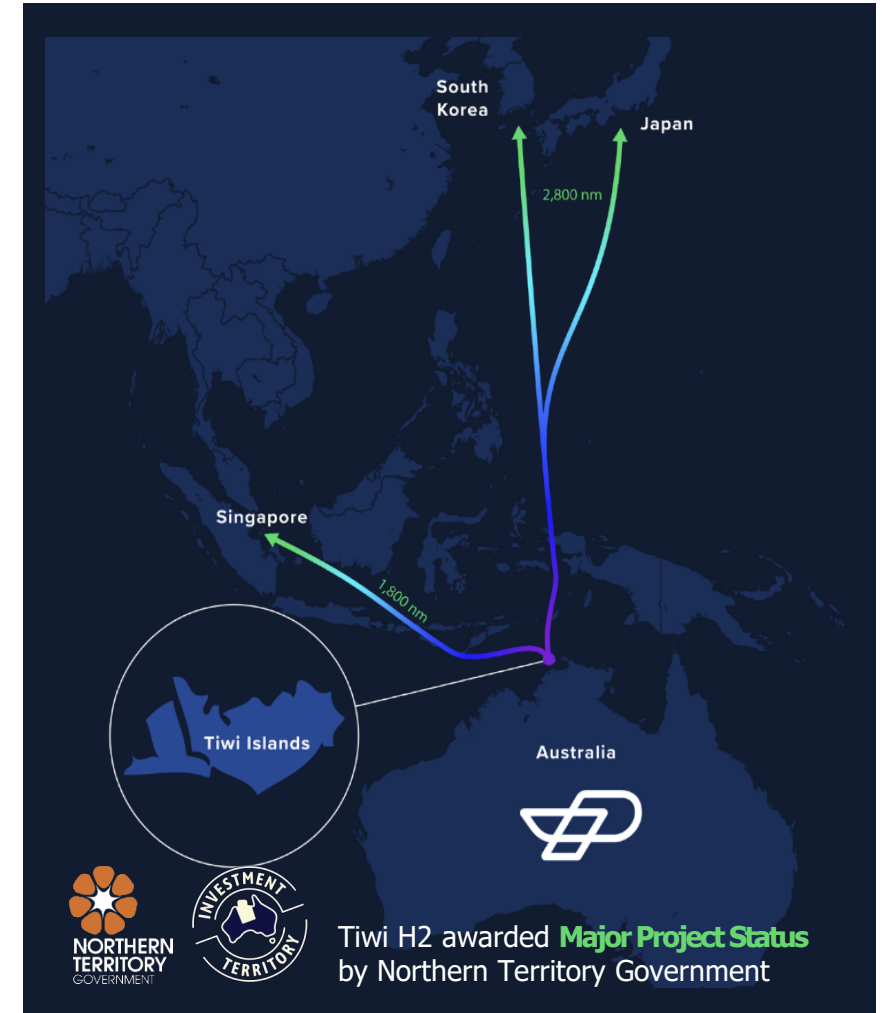 South
Korea
Japan
2,800 nm
Singapore
1,800 nm
Tiwi Islands
Australia
NORTHERN
TERRITORY
GOVERNMENT
INVESTMENT
TERRITORY
Tiwi H2 awarded Major Project Status
by Northern Territory Government